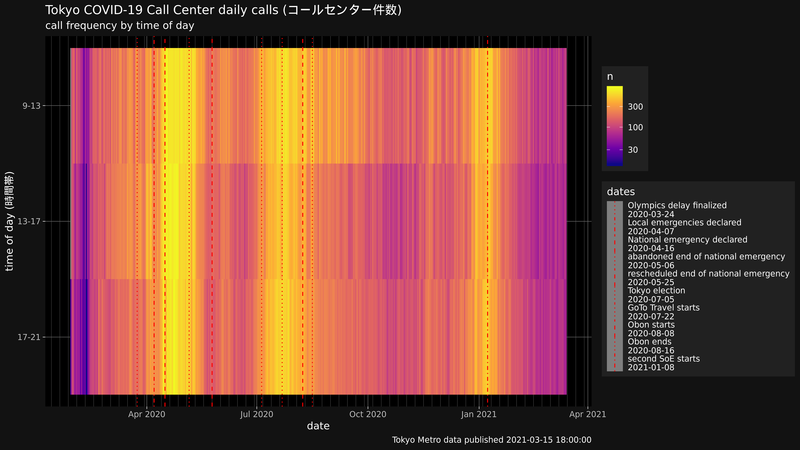 Tokyo COVID-19 Call Center daily calls (コールセンター件数)
call frequency by time of day
time of day (時間帯)
9-13
13-17
17-21
Apr 2020
Jul 2020
Oct 2020
Jan 2021
Apr 2021
date
Tokyo Metro data published 2021-03-15 18:00:00
n
300
100
30
dates
Olympics delay finalized
2020-03-24
Local emergencies declared
2020-04-07
National emergency declared
2020-04-16
abandoned end of national emergency
2020-05-06
rescheduled end of national emergency
2020-05-25
Tokyo election
2020-07-05
GoTo Travel starts
2020-07-22
Obon starts
2020-08-08
Obon ends
2020-08-16
second SoE starts
2021-01-08